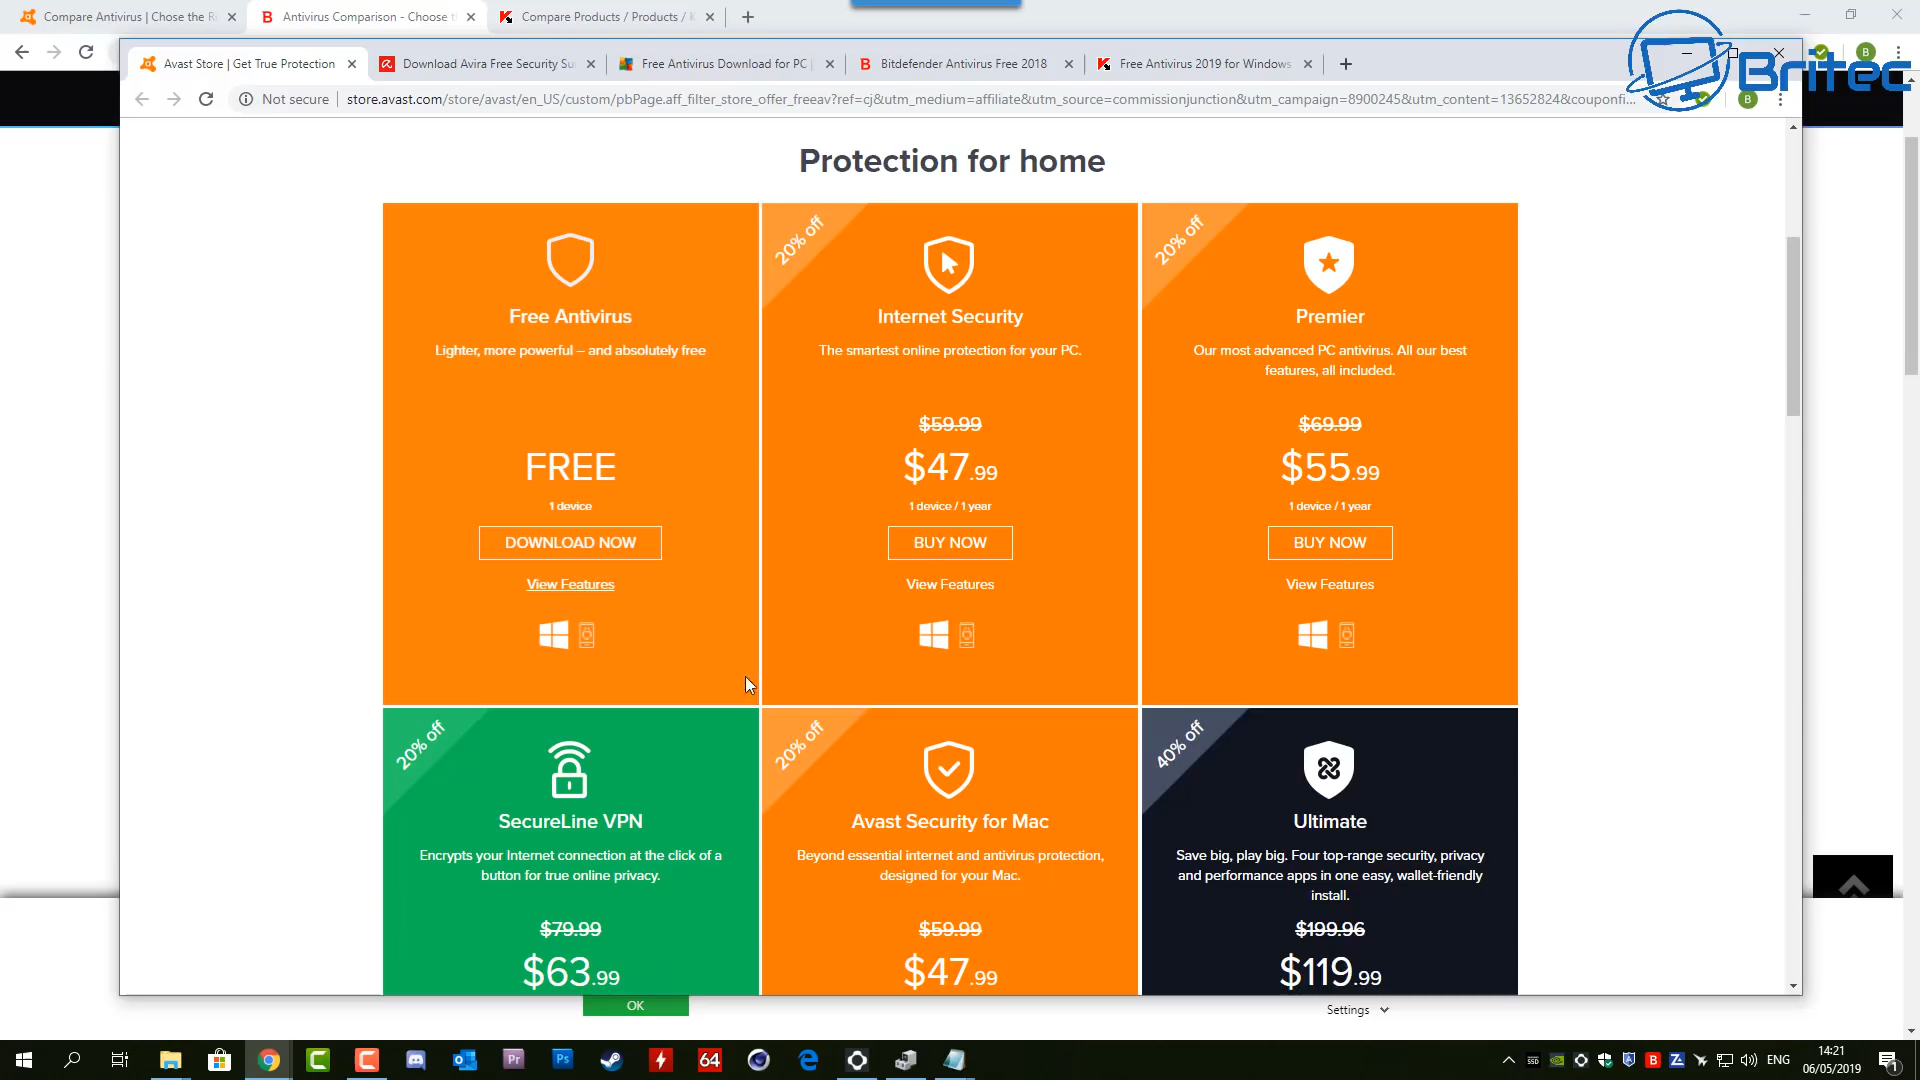 Compare Antivirus | Chose the R
Antivirus Comparison - Choose t
Compare Products / Products / K
Britec
Avast Store | Get True Protection
Download Avira Free Security Su
Free Antivirus Download for PC
Bitdefender Antivirus Free 2018
Free Antivirus 2019 for Windows
B
Not secure
store.avast.com/store/avast/en_US/custom/pbPage.aff_filter_store_offer_freeav?ref=cj&utm_medium=affiliate&utm_source=commissionjunction&utm_campaign=8900245&utm_content=13652824&couponfi...
B
Protection for home
20% off
20% off
Free Antivirus
Internet Security
Premier
Lighter, more powerful – and absolutely free
The smartest online protection for your PC.
Our most advanced PC antivirus. All our best
features, all included.
$59.99
$69.99
FREE
$47.99
$55.99
1 device
1 device / 1 year
1 device / 1 year
DOWNLOAD NOW
BUY NOW
BUY NOW
View Features
View Features
View Features
20% off
20% off
40% off
SecureLine VPN
Avast Security for Mac
Ultimate
Encrypts your Internet connection at the click of a
button for true online privacy.
Beyond essential internet and antivirus protection,
designed for your Mac.
Save big, play big. Four top-range security, privacy
and performance apps in one easy, wallet-friendly
install.
$79.99
$59.99
$199.96
$63.99
$47.99
$119.99
OK
Settings
Pr
Ps
64
SSD
B
Z
ENG
14:21
06/05/2019
1